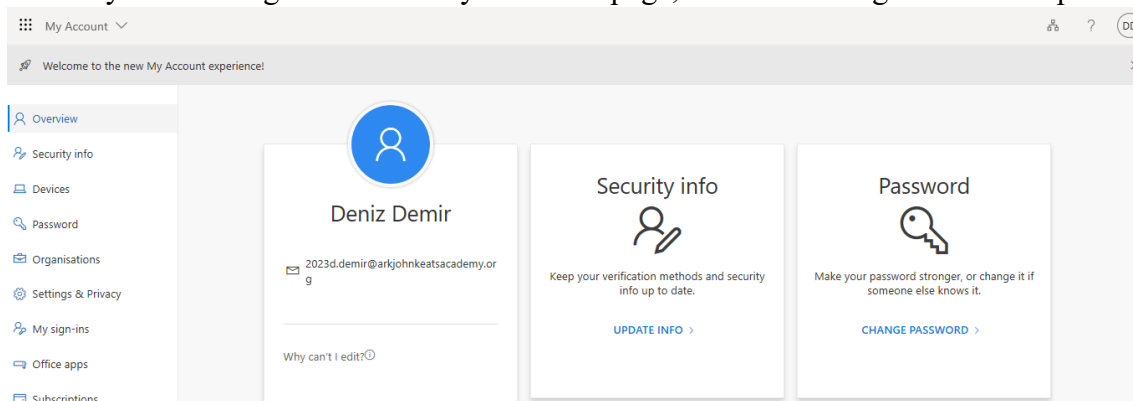 My Account
? DD
Welcome to the new My Account experience!
Overview
Security info
Devices
Password
Organisations
Settings & Privacy
My sign-ins
Office apps
Subscriptions
Deniz Demir
2023d.demir@arkjohnkeatsacademy.or
g
Why can't I edit?
Security info
Keep your verification methods and security
info up to date.
UPDATE INFO >
Password
Make your password stronger, or change it if
someone else knows it.
CHANGE PASSWORD >